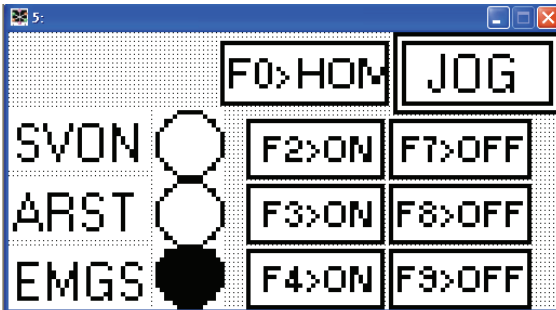 5:
F0>HOM JOG
SVON F2>ON F7>OFF
ARST F3>ON F8>OFF
EMGS F4>ON F9>OFF